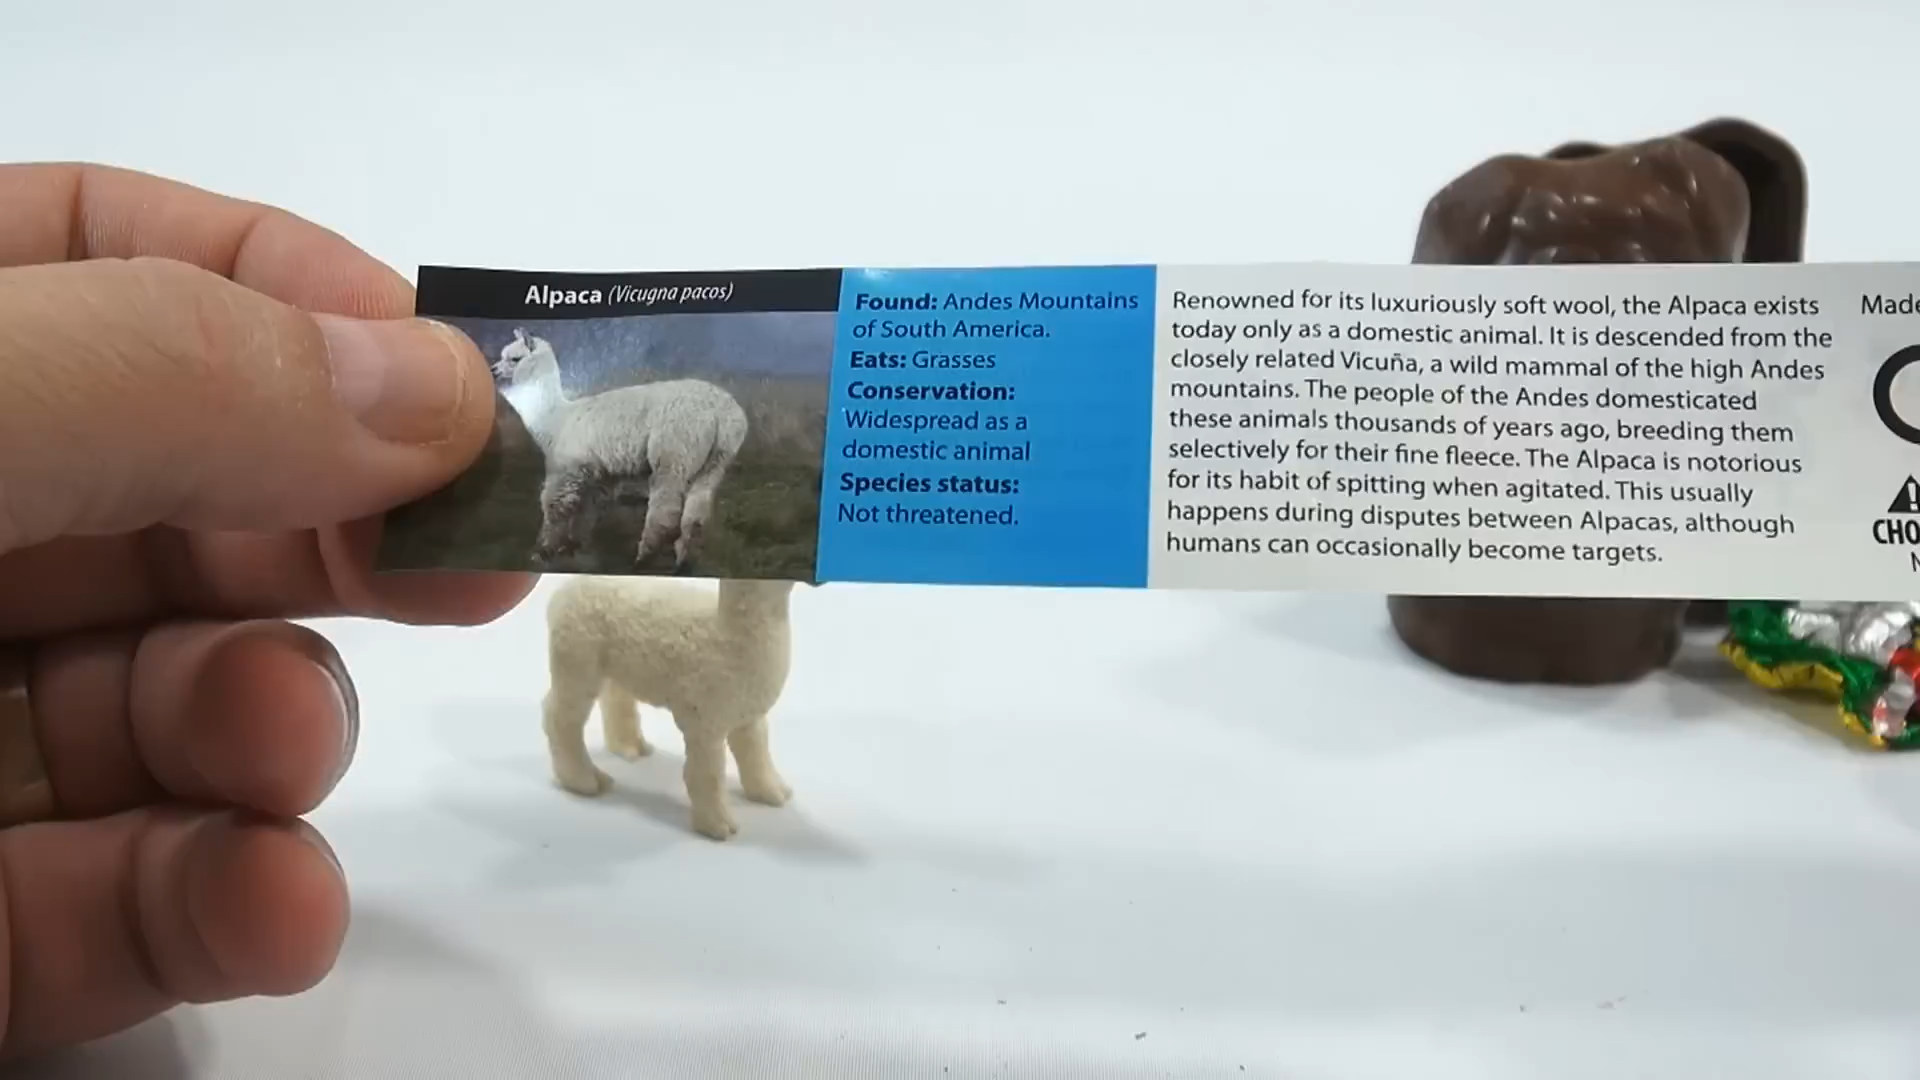 Alpaca (Vicugna pacos)
Found: Andes Mountains
of South America.
Eats: Grasses
Conservation:
Widespread as a
domestic animal
Species status:
Not threatened.
Renowned for its luxuriously soft wool, the Alpaca exists
today only as a domestic animal. It is descended from the
closely related Vicuña, a wild mammal of the high Andes
mountains. The people of the Andes domesticated
these animals thousands of years ago, breeding them
selectively for their fine fleece. The Alpaca is notorious
for its habit of spitting when agitated. This usually
happens during disputes between Alpacas, although
humans can occasionally become targets.
Made